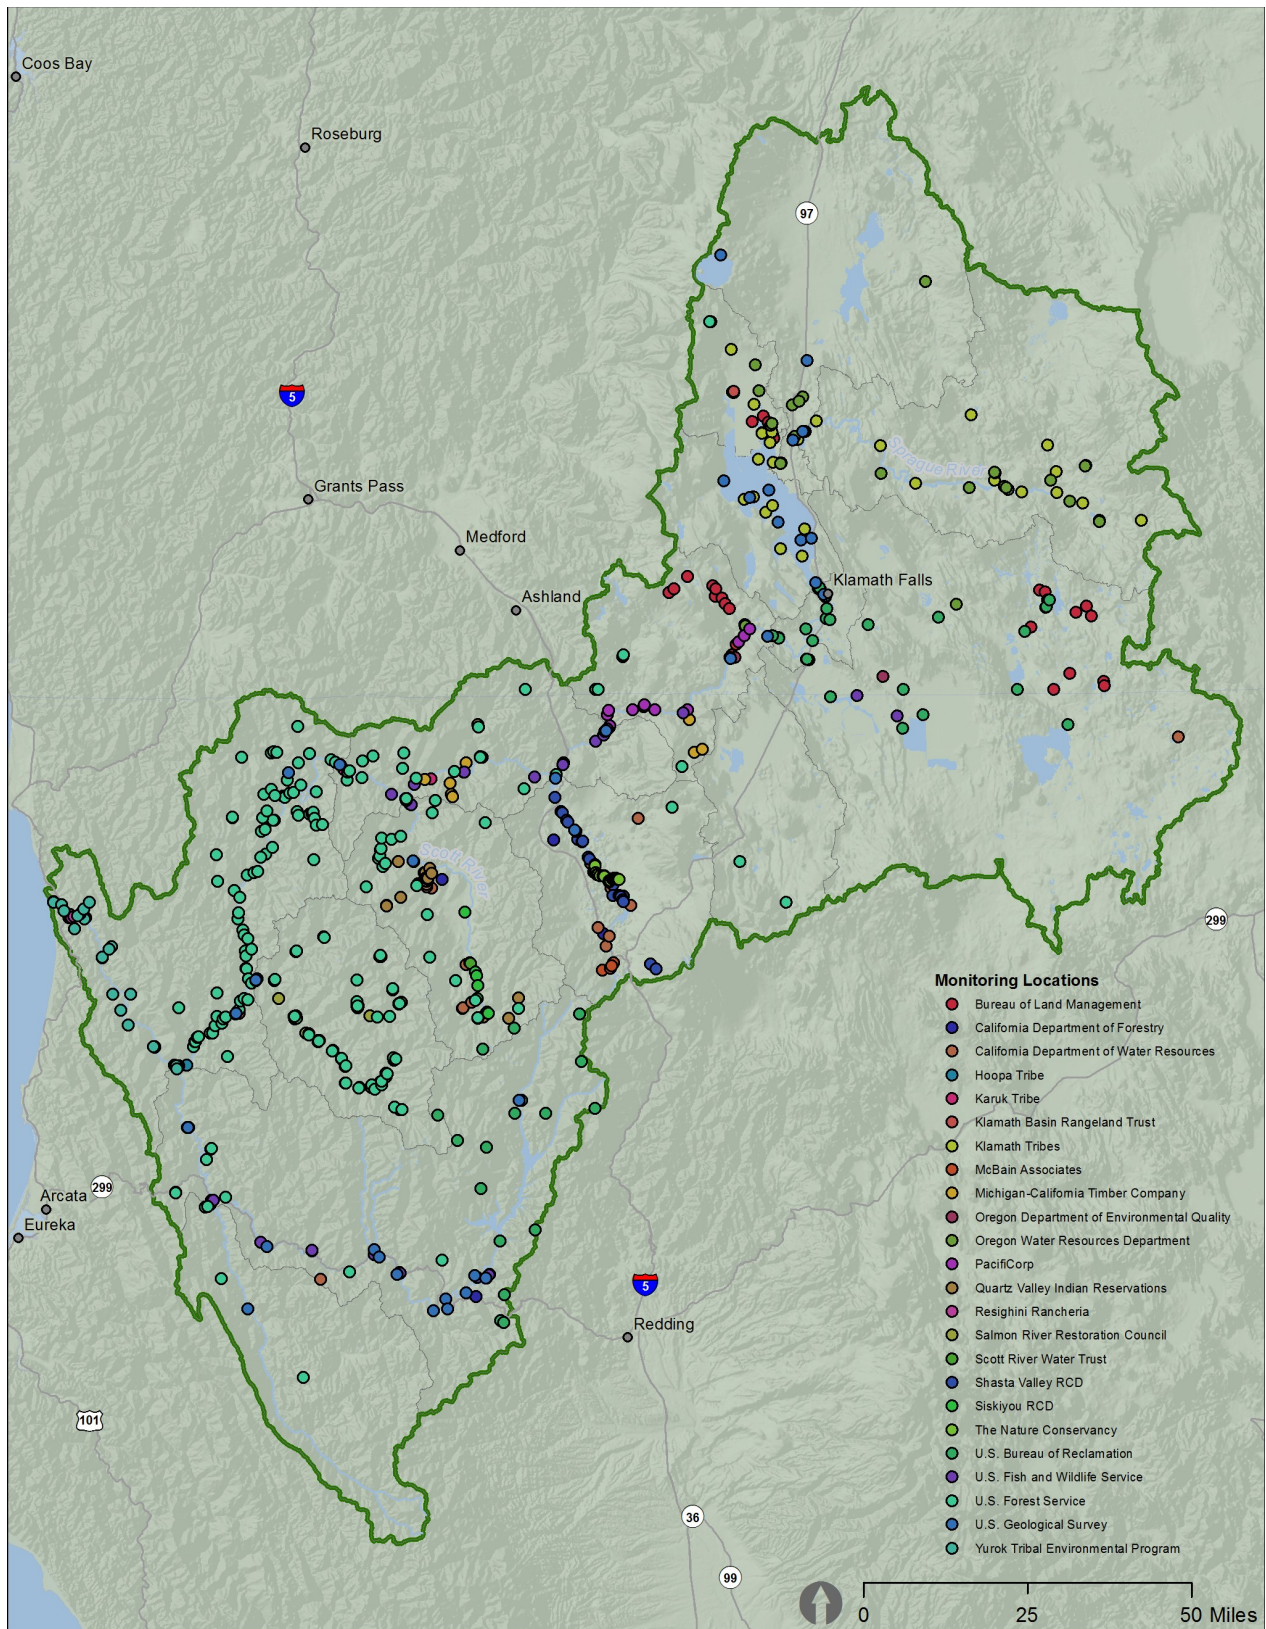 Coos Bay
Roseburg
97
5
Sprague River
Grants Pass
Medford
Klamath Falls
Ashland
Scott River
299
Monitoring Locations
Bureau of Land Management
California Department of Forestry
California Department of Water Resources
Hoopa Tribe
Karuk Tribe
Klamath Basin Rangeland Trust
Klamath Tribes
McBain Associates
Michigan-California Timber Company
Oregon Department of Environmental Quality
Oregon Water Resources Department
PacifiCorp
Quartz Valley Indian Reservations
Resighini Rancheria
Salmon River Restoration Council
Scott River Water Trust
Shasta Valley RCD
Siskiyou RCD
The Nature Conservancy
U.S. Bureau of Reclamation
U.S. Fish and Wildlife Service
U.S. Forest Service
U.S. Geological Survey
Yurok Tribal Environmental Program
299
Arcata
Eureka
5
Redding
101
36
99
0 25 50 Miles